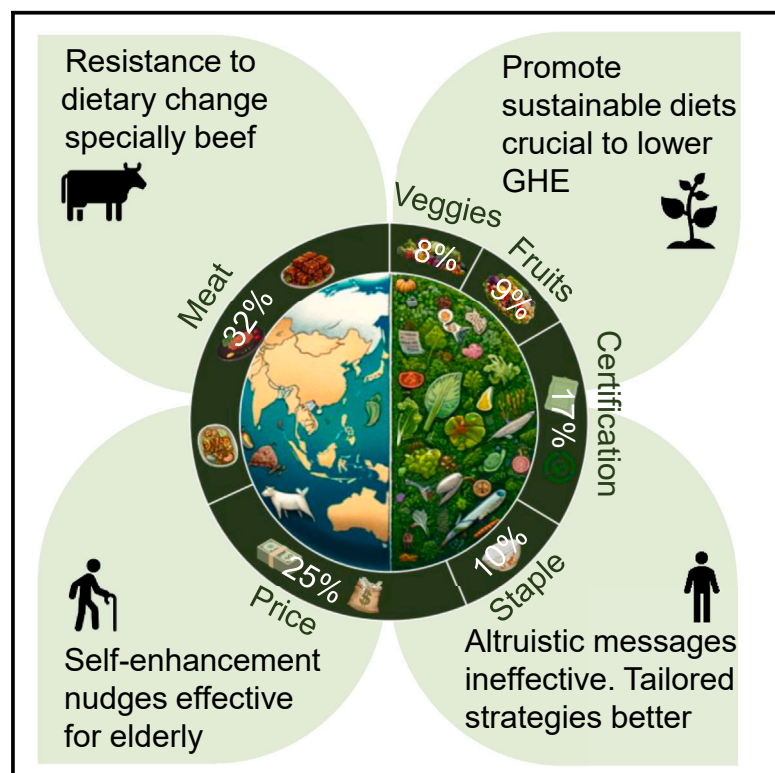 Resistance to
dietary change
specially beef
Promote
sustainable diets
crucial to lower
GHE
Veggies
8%
Fruits
9%
Meat
32%
Certification
17%
Staple
10%
Price
25%
Self-enhancement
nudges effective
for elderly
Altruistic messages
ineffective. Tailored
strategies better